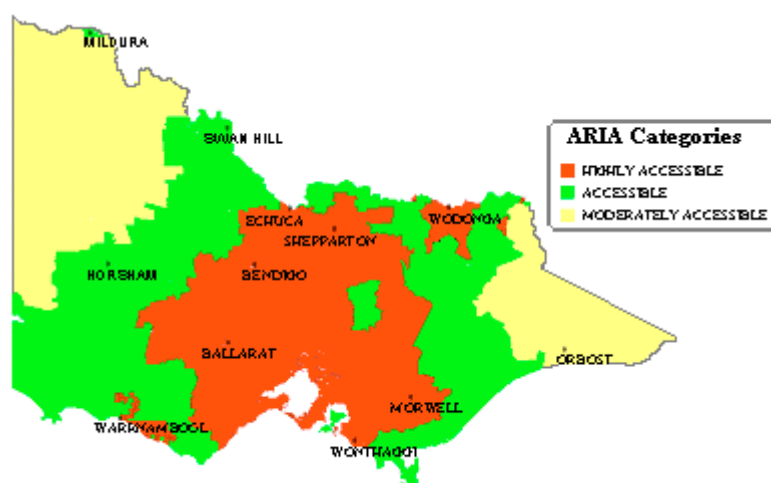 MILDURA
SWAN HILL
ARIA Categories
HIGHLY ACCESSIBLE
ACCESSIBLE
MODERATELY ACCESSIBLE
ECHUCA
WODONGA
SHEPPARTON
HORSHAM
BENDIGO
BALLARAT
ORBOST
MORWELL
WARRNAMBOOL
WONTHAGGI